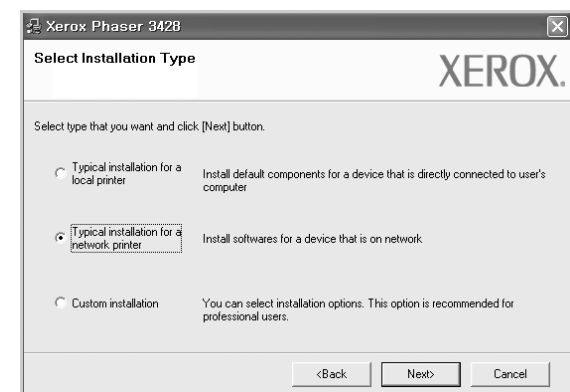 Xerox Phaser 3428
Select Installation Type
XEROX.
Select type that you want and click [Next] button.
Typical installation for a
local printer
Install default components for a device that is directly connected to user's
computer
Typical installation for a
network printer
Install softwares for a device that is on network
Custom installation
You can select installation options. This option is recommended for
professional users.
<Back
Next>
Cancel